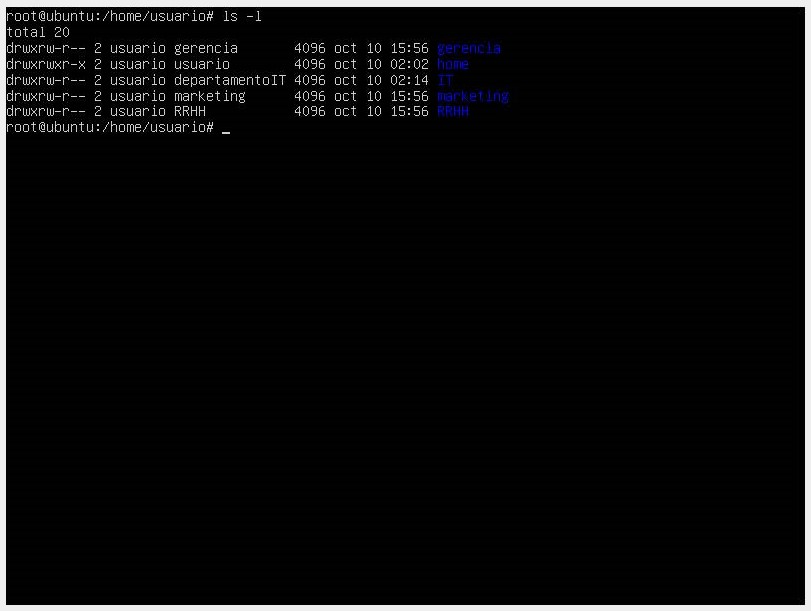 root@ubuntu:/home/usuario# ls -l
total 20
drwxrw-r-- 2 usuario gerencia       4096 oct 10 15:56 gerencia
drwxrwxr-x 2 usuario usuario        4096 oct 10 02:02 home
drwxrw-r-- 2 usuario departamentoIT 4096 oct 10 02:14 IT
drwxrw-r-- 2 usuario marketing      4096 oct 10 15:56 marketing
drwxrw-r-- 2 usuario RRHH           4096 oct 10 15:56 RRHH
root@ubuntu:/home/usuario# _